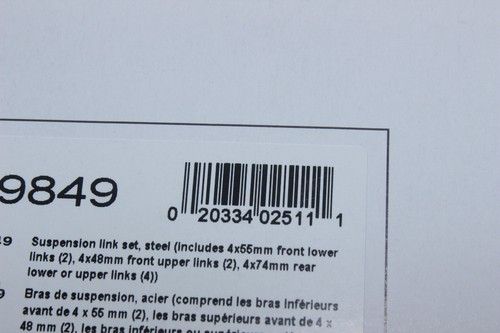 9849
0 20334 02511 1
49 Suspension link set, steel (includes 4x55mm front lower
links (2), 4x48mm front upper links (2), 4x74mm rear
lower or upper links (4))
9 Bras de suspension, acier (comprend les bras inférieurs
avant de 4 x 55 mm (2), les bras supérieurs avant de 4 x
48 mm (2), les bras inférieurs ou supérieurs